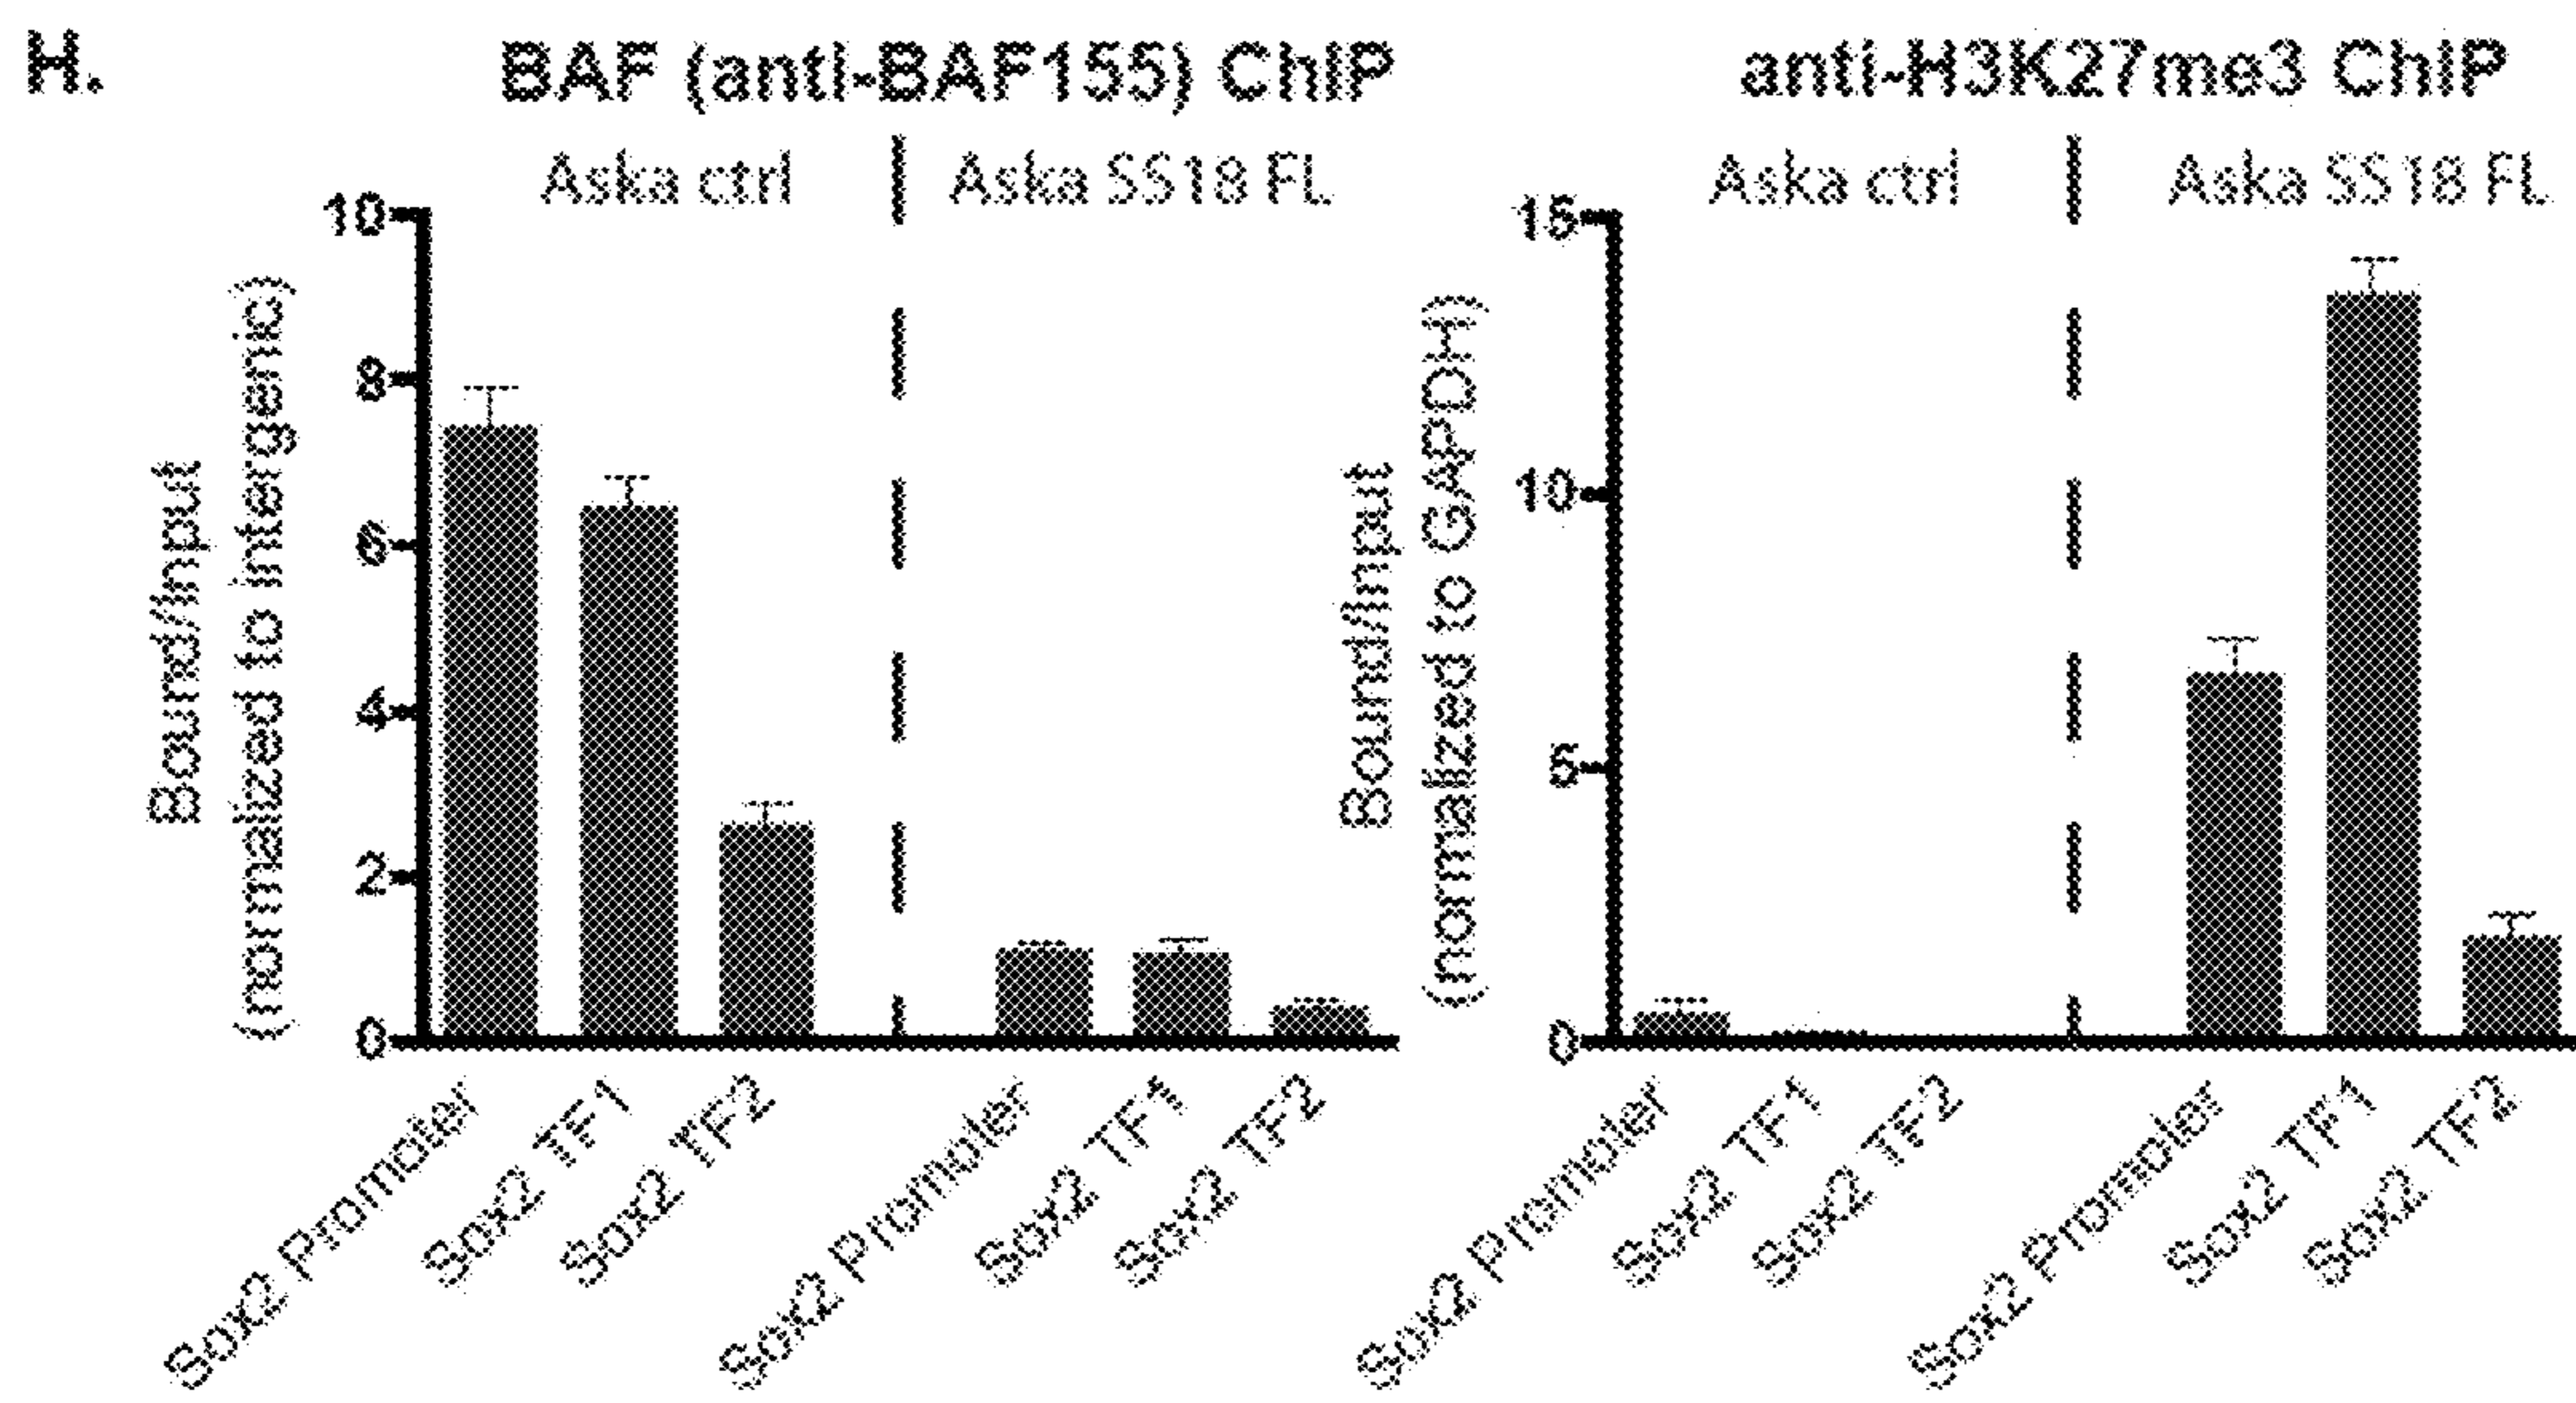 H.
BAF (anti-BAF155) ChIP
Aska ctrl
Aska SS18 FL
Bound/Input
(normalized to intergenic)
10
8
6
4
2
0
Sox2 Promoter
Sox2 TF1
Sox2 TF2
Sox2 Promoter
Sox2 TF1
Sox2 TF2
anti-H3K27me3 ChIP
Aska ctrl
Aska SS18 FL
Bound/Input
(normalized to GAPDH)
15
10
5
0
Sox2 Promoter
Sox2 TF1
Sox2 TF2
Sox2 Promoter
Sox2 TF1
Sox2 TF2